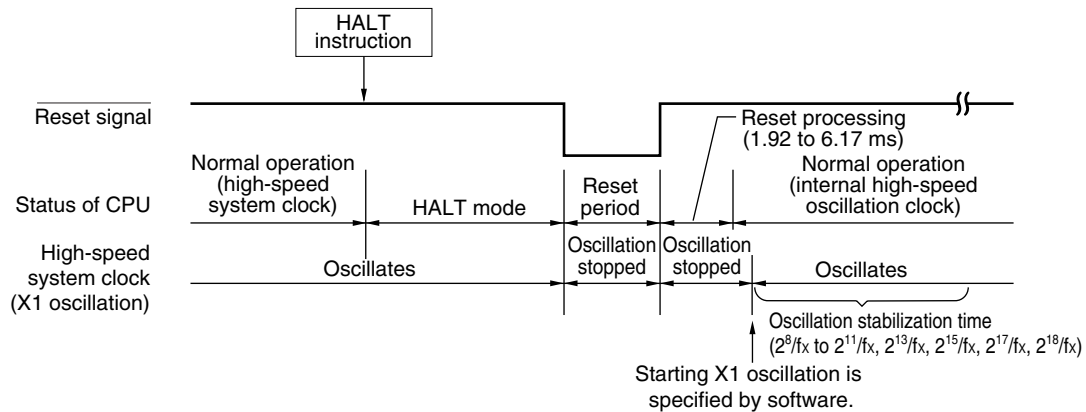 HALT
instruction
Reset signal
Reset processing
(1.92 to 6.17 ms)
Normal operation
(high-speed
system clock)
Reset
period
Normal operation
(internal high-speed
oscillation clock)
Status of CPU
HALT mode
High-speed
system clock
(X1 oscillation)
Oscillates
Oscillation
stopped
Oscillation
stopped
Oscillates
Oscillation stabilization time
(2⁸/fx to 2¹¹/fx, 2¹³/fx, 2¹⁵/fx, 2¹⁷/fx, 2¹⁸/fx)
Starting X1 oscillation is
specified by software.